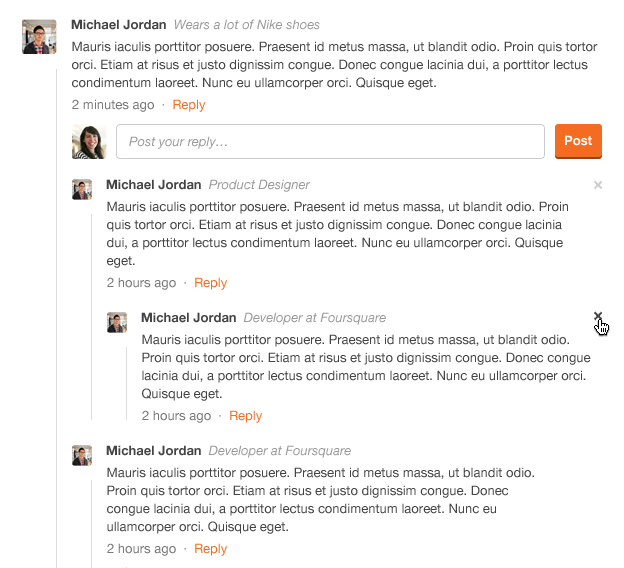 Michael Jordan Wears a lot of Nike shoes
Mauris iaculis porttitor posuere. Praesent id metus massa, ut blandit odio. Proin quis tortor
orci. Etiam at risus et justo dignissim congue. Donec congue lacinia dui, a porttitor lectus
condimentum laoreet. Nunc eu ullamcorper orci. Quisque eget.
2 minutes ago · Reply
Post your reply... Post
Michael Jordan Product Designer
Mauris iaculis porttitor posuere. Praesent id metus massa, ut blandit odio. Proin
quis tortor orci. Etiam at risus et justo dignissim congue. Donec congue lacinia
dui, a porttitor lectus condimentum laoreet. Nunc eu ullamcorper orci. Quisque
eget.
2 hours ago · Reply
Michael Jordan Developer at Foursquare
Mauris iaculis porttitor posuere. Praesent id metus massa, ut blandit odio.
Proin quis tortor orci. Etiam at risus et justo dignissim congue. Donec congue
lacinia dui, a porttitor lectus condimentum laoreet. Nunc eu ullamcorper orci.
Quisque eget.
2 hours ago · Reply
Michael Jordan Developer at Foursquare
Mauris iaculis porttitor posuere. Praesent id metus massa, ut blandit odio.
Proin quis tortor orci. Etiam at risus et justo dignissim congue. Donec
congue lacinia dui, a porttitor lectus condimentum laoreet. Nunc eu
ullamcorper orci. Quisque eget.
2 hours ago · Reply